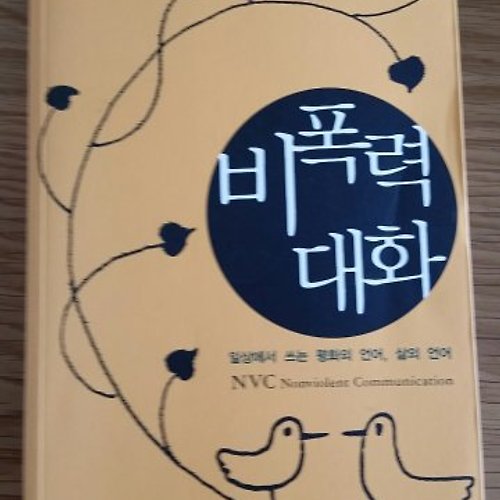 비폭력
대화
일상에서 쓰는 평화의 언어, 삶의 언어
NVC Nonviolent Communication